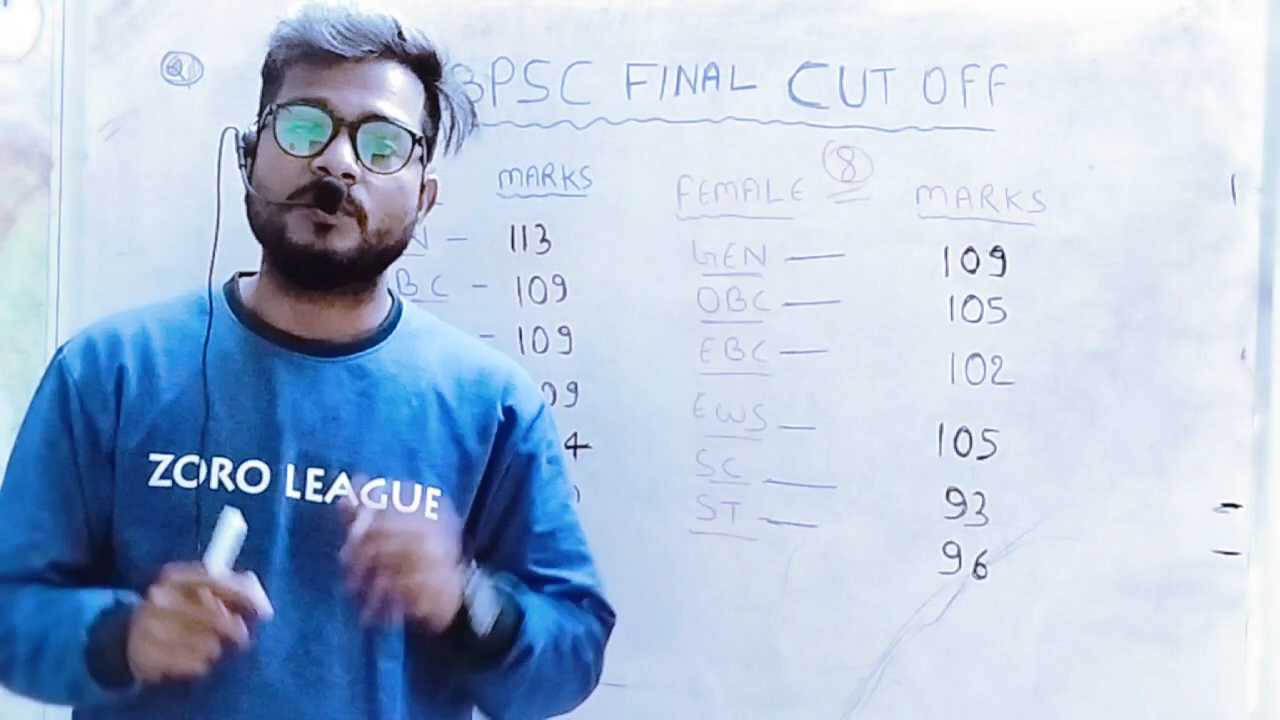 BPSC FINAL CUT OFF
MARKS
113
BC - 109
- 109
FEMALE 8 MARKS
GEN — 109
OBC — 105
EBC — 102
EWS — 105
SC — 93
ST — 96
ZORO LEAGUE